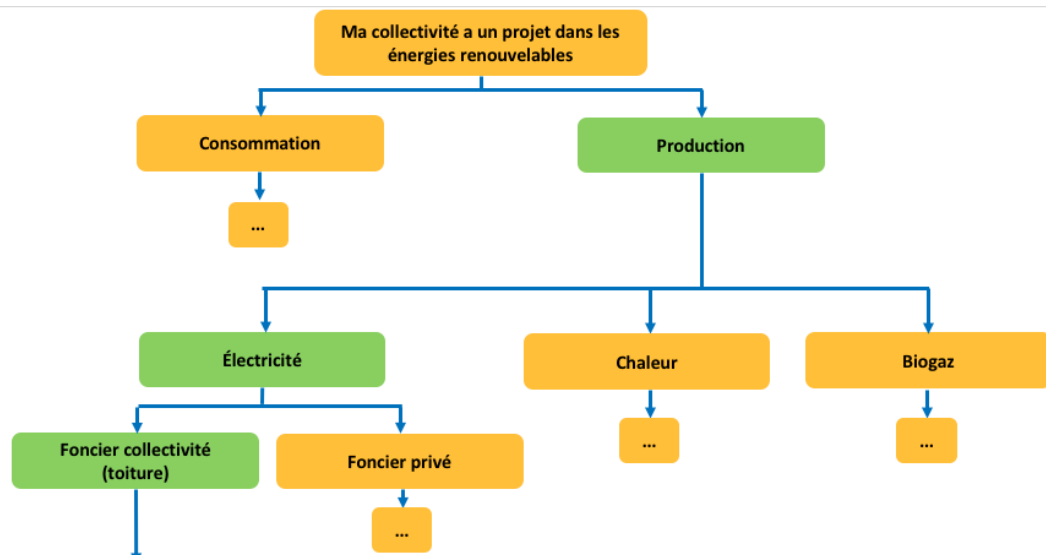 Ma collectivité a un projet dans les
énergies renouvelables
Consommation
Production
...
Électricité
Chaleur
Biogaz
Foncier collectivité
(toiture)
Foncier privé
...
...
...